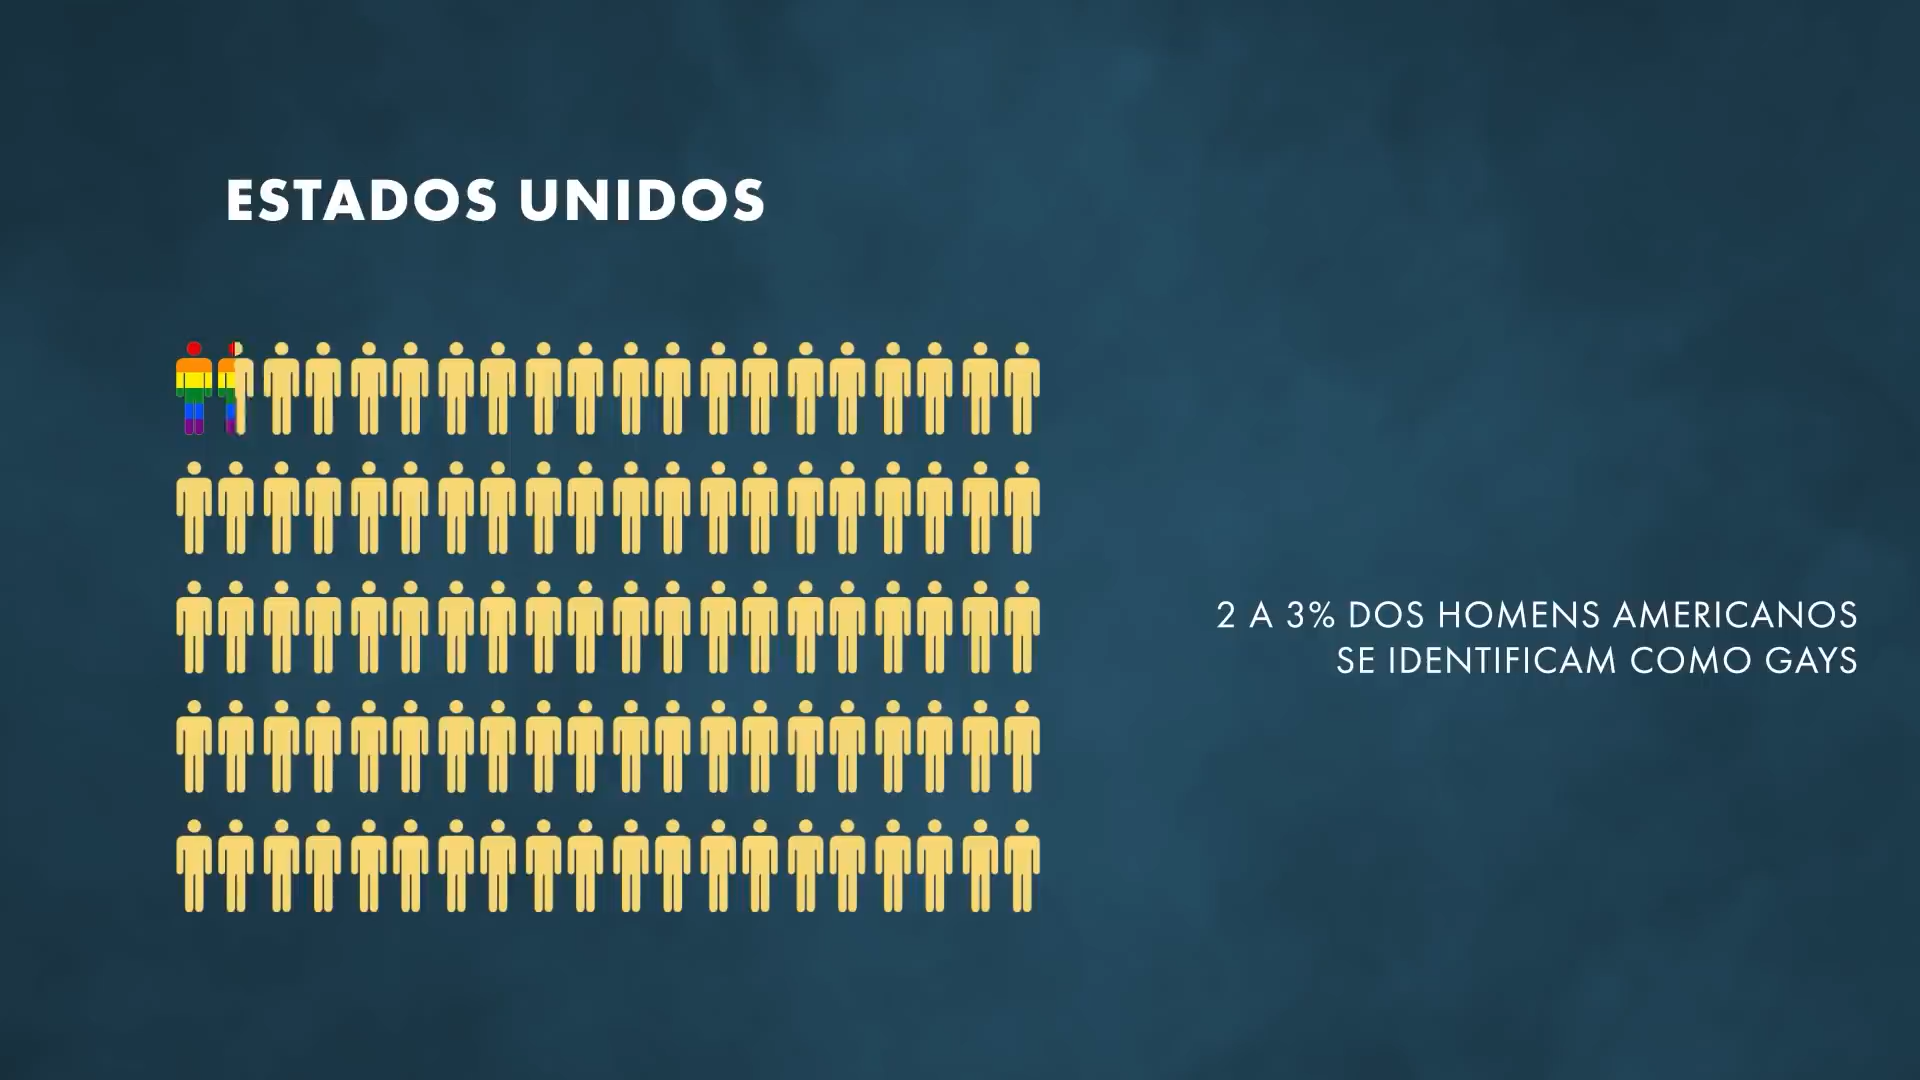 ESTADOS UNIDOS
2 A 3% DOS HOMENS AMERICANOS
SE IDENTIFICAM COMO GAYS